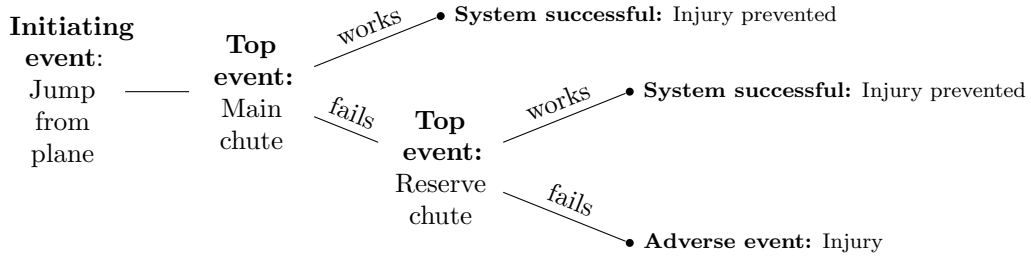 Initiating
event:
Jump
from
plane
Top
event:
Main
chute
works
System successful: Injury prevented
fails
Top
event:
Reserve
chute
works
System successful: Injury prevented
fails
Adverse event: Injury